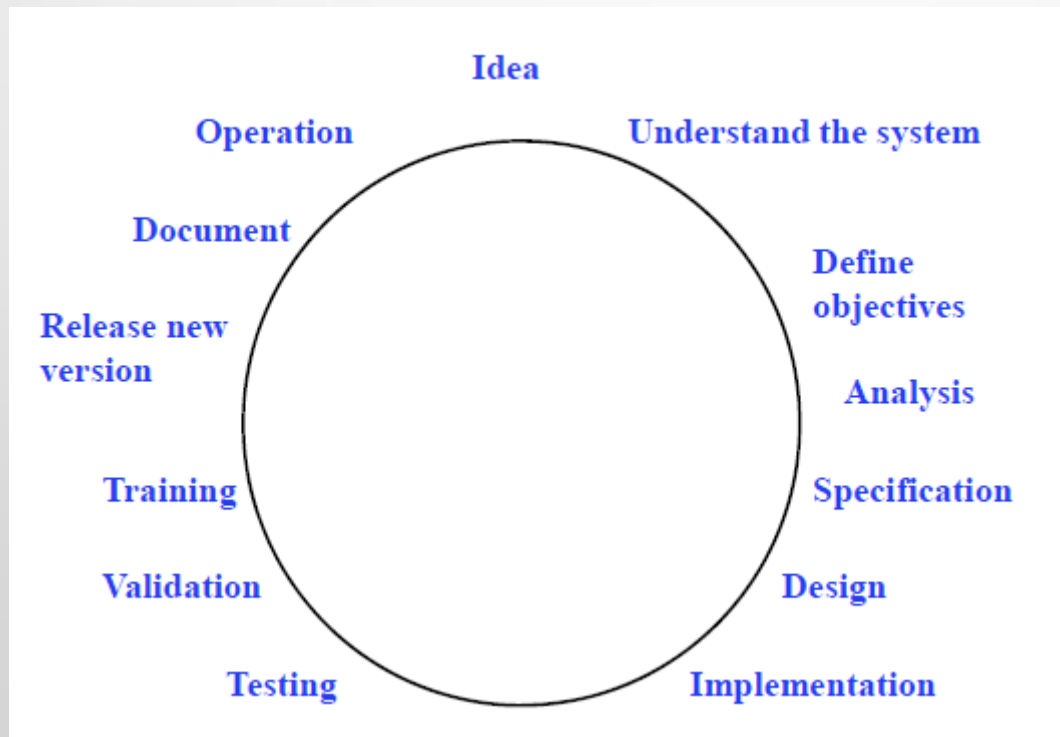 Idea
Operation
Understand the system
Document
Define
objectives
Release new
version
Analysis
Training
Specification
Validation
Design
Testing
Implementation